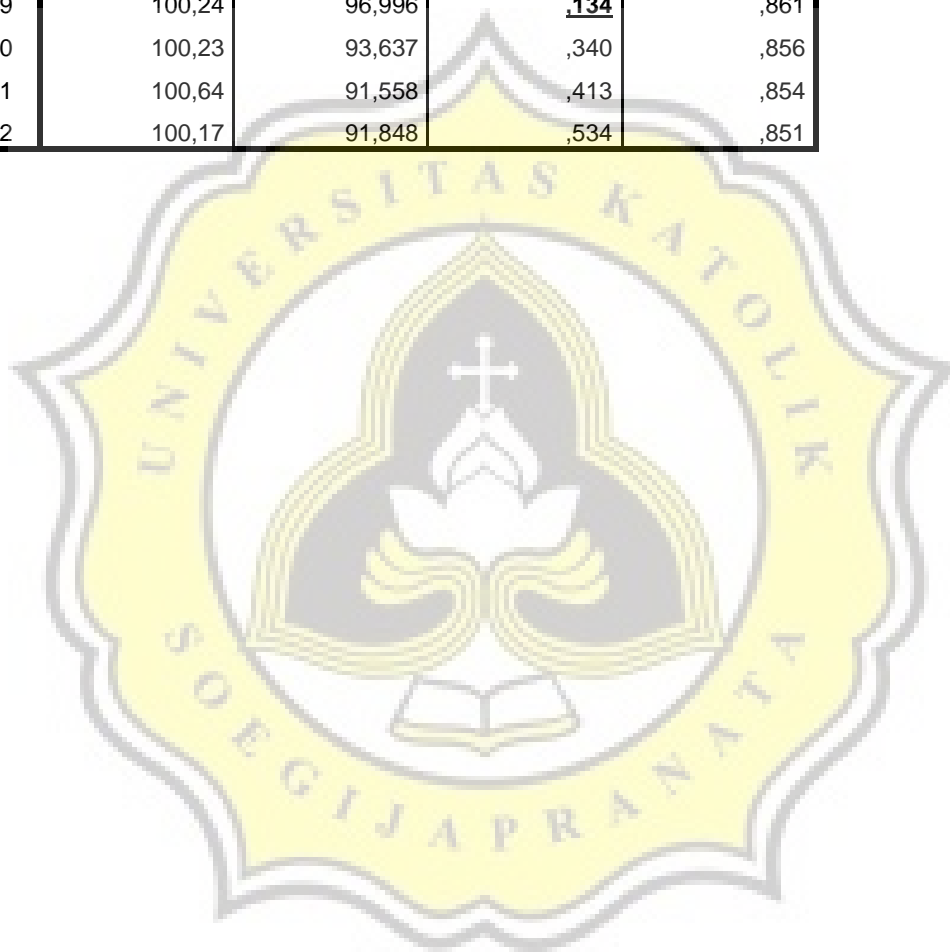 9 100,24 96,996 ,134 ,861
0 100,23 93,637 ,340 ,856
1 100,64 91,558 ,413 ,854
2 100,17 91,848 ,534 ,851
UNIVERSITAS KATOLIK
SOEGIJAPRANATA